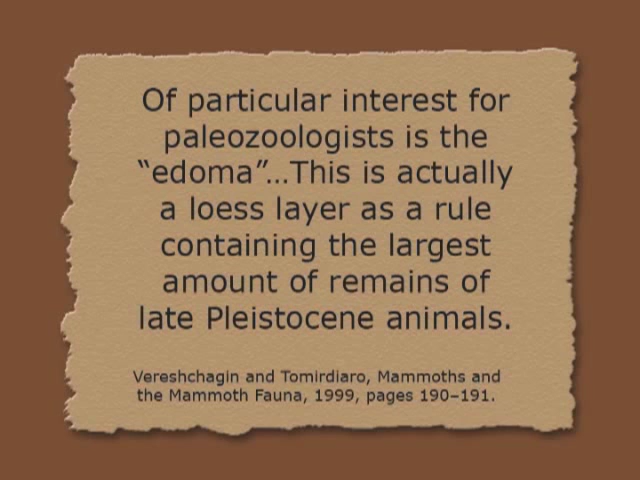 Of particular interest for
paleozoologists is the
“edoma”...This is actually
a loess layer as a rule
containing the largest
amount of remains of
late Pleistocene animals.
Vereshchagin and Tomirdiaro, Mammoths and
the Mammoth Fauna, 1999, pages 190–191.